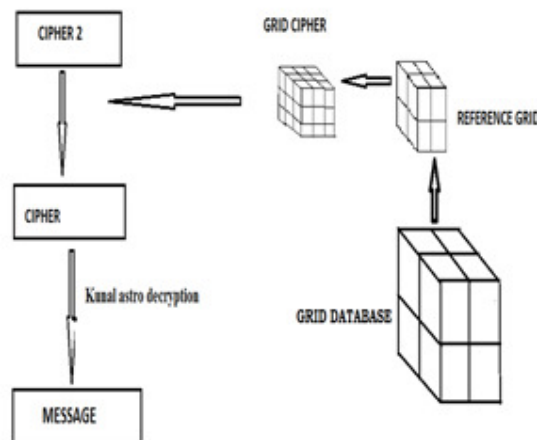 CIPHER 2
GRID CIPHER
REFERENCE GRID
CIPHER
Kunal astro decryption
GRID DATABASE
MESSAGE